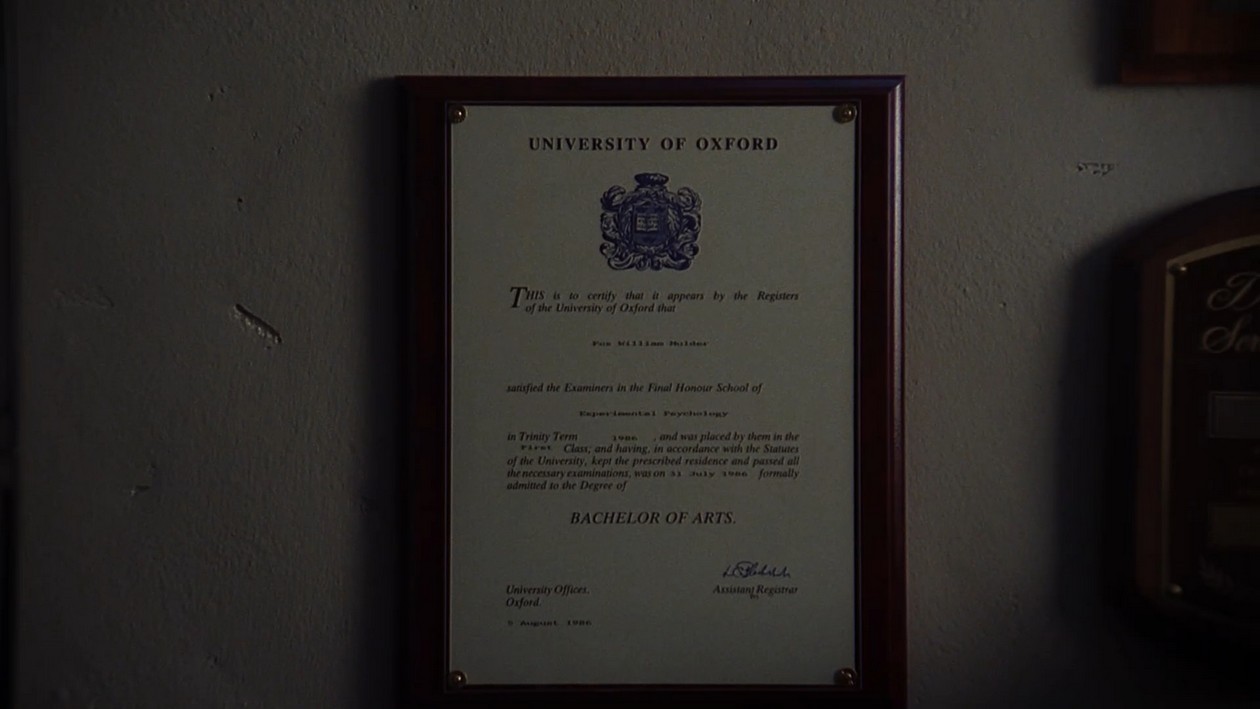 UNIVERSITY OF OXFORD
THIS is to certify that it appears by the Registers
of the University of Oxford that
Fox William Mulder
satisfied the Examiners in the Final Honour School of
Experimental Psychology
in Trinity Term 1986 , and was placed by them in the
First Class, and having, in accordance with the Statutes
of the University, kept the prescribed residence and passed all
the necessary examinations, was on 31 July 1986 formally
admitted to the Degree of
BACHELOR OF ARTS.
University Offices,
Oxford.
Assistant Registrar
9 August 1986